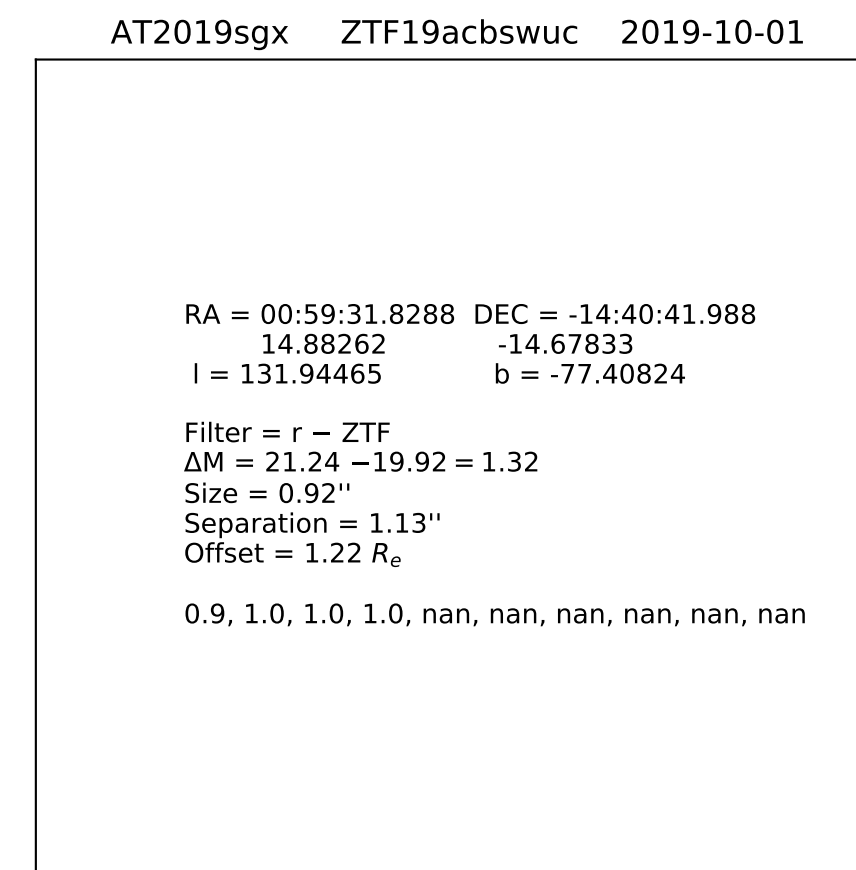 AT2019sgx ZTF19acbswuc 2019-10-01
RA = 00:59:31.8288 DEC = -14:40:41.988
14.88262 -14.67833
l = 131.94465 b = -77.40824
Filter = r − ZTF
ΔM = 21.24 −19.92 = 1.32
Size = 0.92''
Separation = 1.13''
Offset = 1.22 Rₑ
0.9, 1.0, 1.0, 1.0, nan, nan, nan, nan, nan, nan